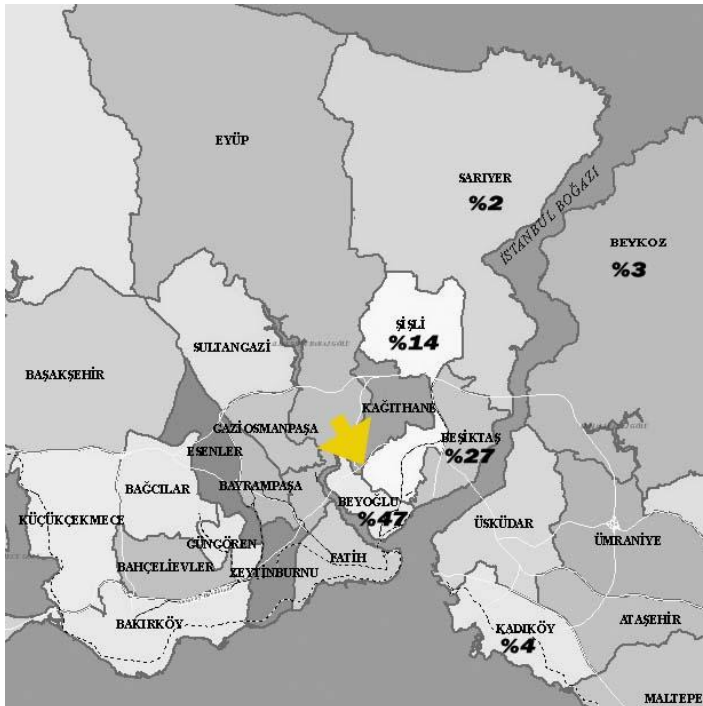 EYÜP
SARIYER
%2
İSTANBUL BOĞAZI
BEYKOZ
%3
ŞİŞLİ
%14
SULTANGAZİ
BAŞAKŞEHİR
KAĞITHANE
GAZİOSMANPAŞA
BEŞİKTAŞ
%27
ESENLER
BAĞCILAR
BAYRAMPAŞA
BEYOĞLU
%47
KÜÇÜKÇEKMECE
ÜSKÜDAR
ÜMRANİYE
GÜNGÖREN
FATİH
BAHÇELİEVLER
ZEYTİNBURNU
BAKIRKÖY
KADIKÖY
%4
ATAŞEHİR
MALTEPE